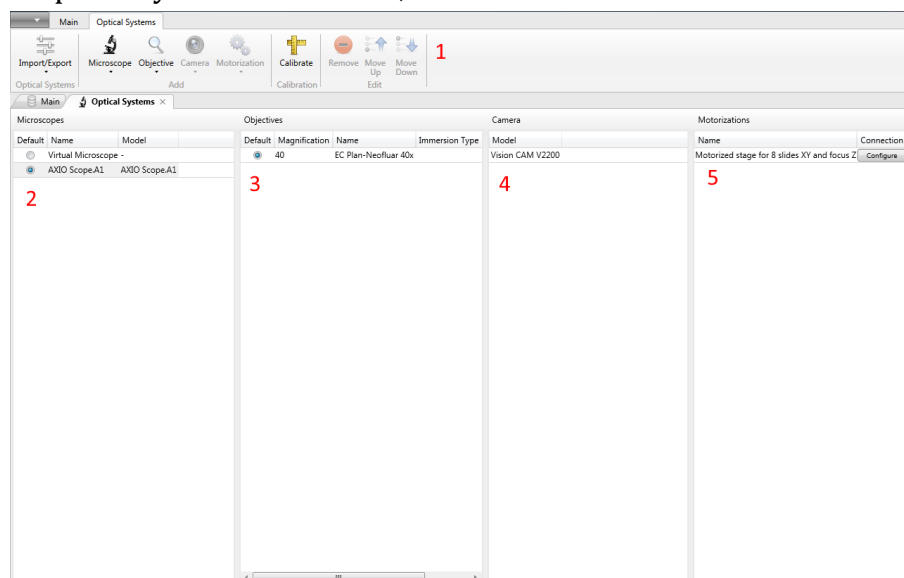 Main Optical Systems
1
Import/Export Microscope Objective Camera Motorization Calibrate Remove Move Up Move Down
Optical Systems Add Calibration Edit
Main Optical Systems ×
Microscopes Objectives Camera Motorizations
Default Name Model Default Magnification Name Immersion Type Model Name Connection
Virtual Microscope - 40 EC Plan-Neofluar 40x Vision CAM V2200 Motorized stage for 8 slides XY and focus Z Configure
AXIO Scope.A1 AXIO Scope.A1
2 3 4 5